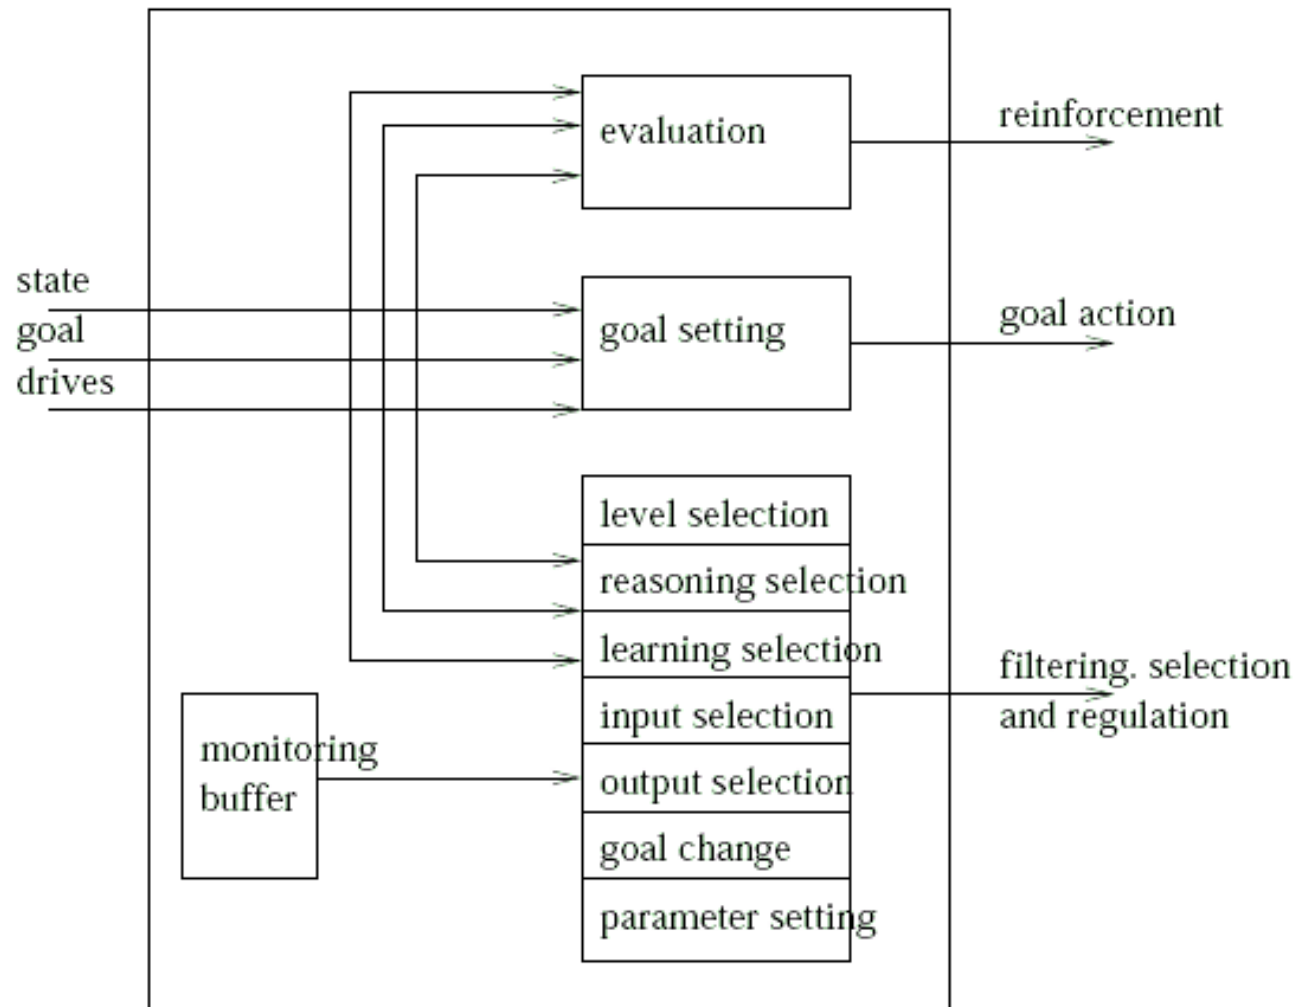 evaluation
reinforcement
state
goal
drives
goal setting
goal action
level selection
reasoning selection
learning selection
input selection
output selection
goal change
parameter setting
monitoring
buffer
filtering. selection
and regulation